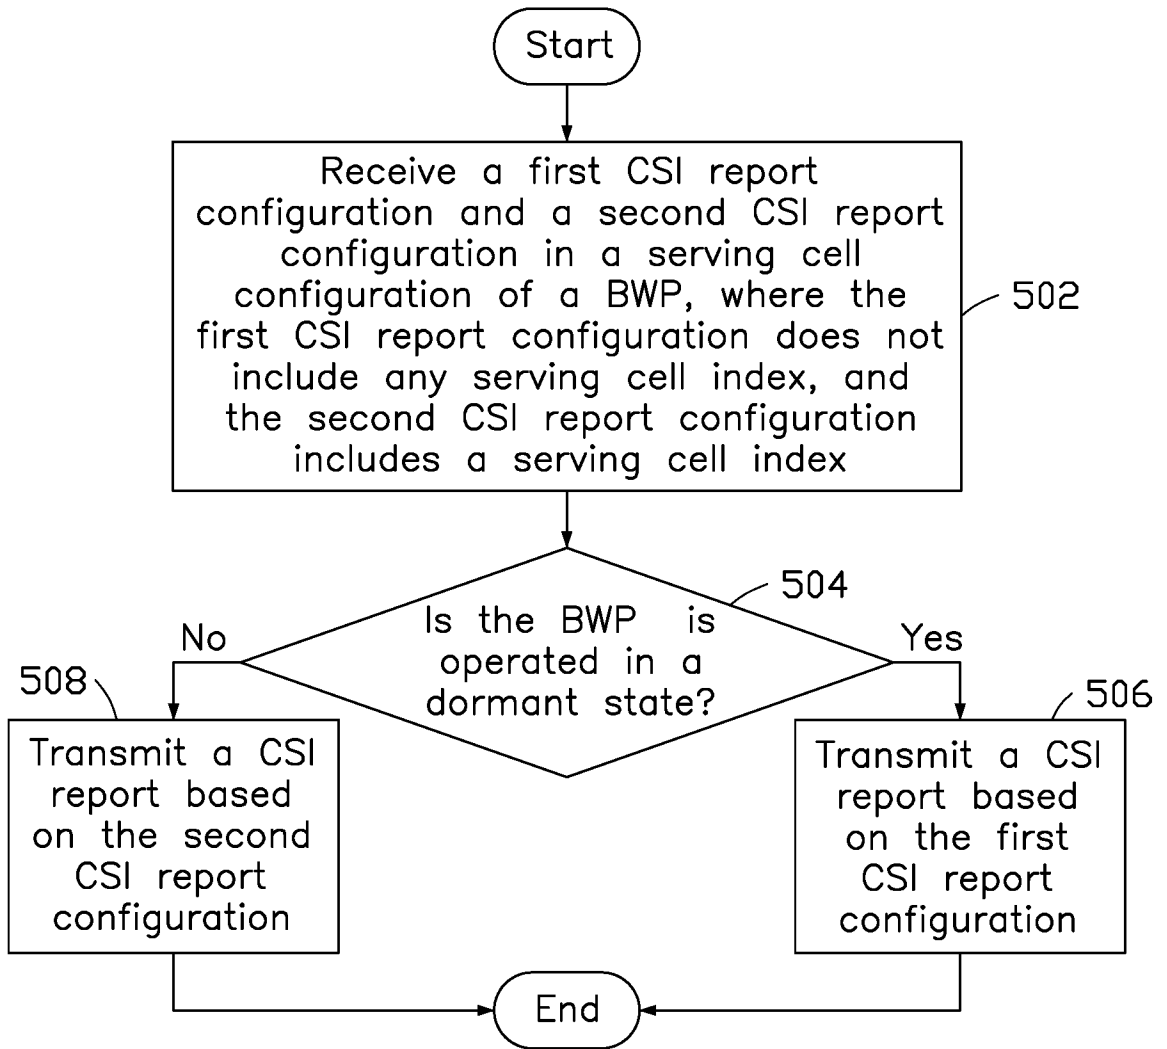 Start
Receive a first CSI report
configuration and a second CSI report
configuration in a serving cell
configuration of a BWP, where the
first CSI report configuration does not
include any serving cell index, and
the second CSI report configuration
includes a serving cell index
502
504
Is the BWP is
operated in a
dormant state?
No
Yes
508
Transmit a CSI
report based
on the second
CSI report
configuration
506
Transmit a CSI
report based
on the first
CSI report
configuration
End